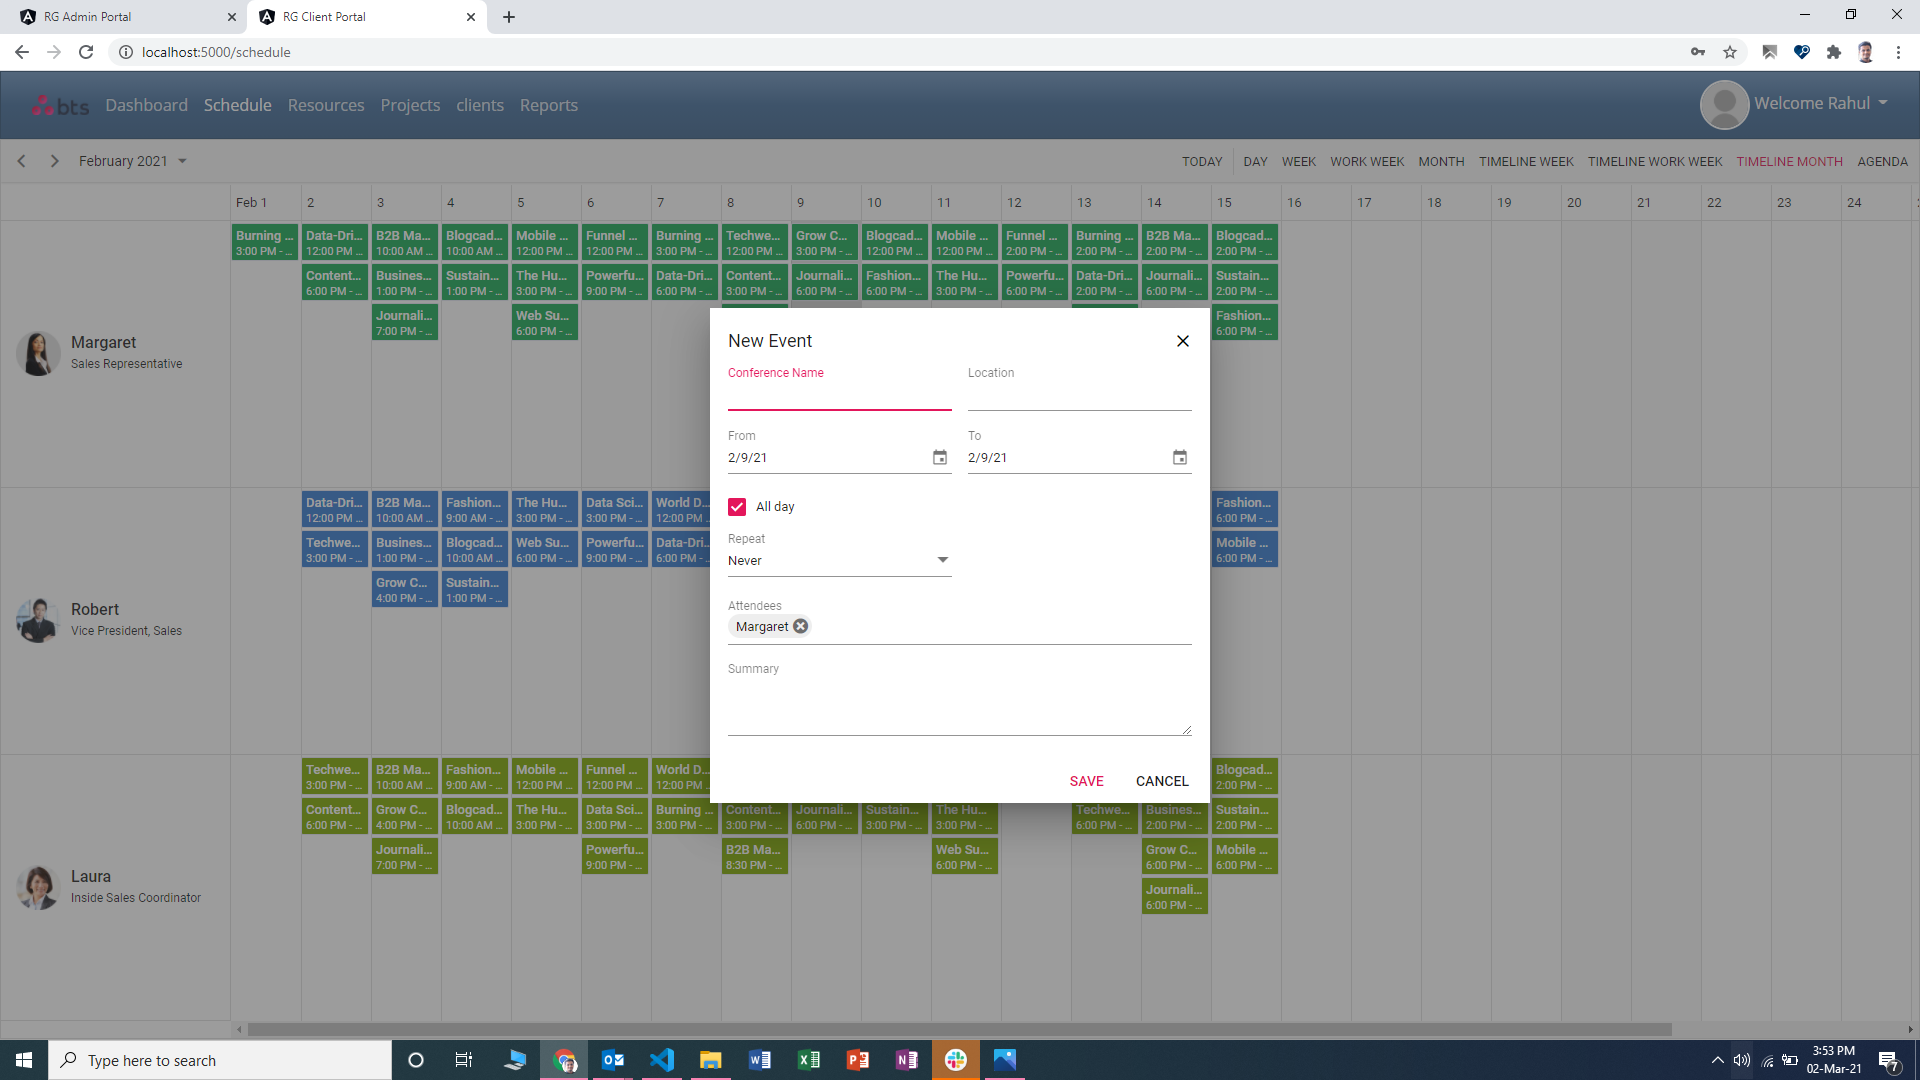 RG Admin Portal
RG Client Portal
localhost:5000/schedule
bts Dashboard Schedule Resources Projects clients Reports Welcome Rahul
February 2021 TODAY DAY WEEK WORK WEEK MONTH TIMELINE WEEK TIMELINE WORK WEEK TIMELINE MONTH AGENDA
Feb 1 2 3 4 5 6 7 8 9 10 11 12 13 14 15 16 17 18 19 20 21 22 23 24
Burning ... Data-Dri... B2B Ma... Blogcad... Mobile ... Funnel ... Burning ... Techwe... Grow C... Blogcad... Mobile ... Funnel ... Burning ... B2B Ma... Blogcad...
3:00 PM - ... 12:00 PM ... 10:00 AM ... 10:00 AM ... 12:00 PM ... 12:00 PM ... 3:00 PM - ... 12:00 PM ... 3:00 PM - ... 12:00 PM ... 12:00 PM ... 2:00 PM - ... 2:00 PM - ... 2:00 PM - ... 2:00 PM - ...
Content... Busines... Sustain... The Hu... Powerfu... Data-Dri... Content... Journali... Fashion... The Hu... Powerfu... Data-Dri... Journali... Sustain...
6:00 PM - ... 1:00 PM - ... 1:00 PM - ... 3:00 PM - ... 9:00 PM - ... 6:00 PM - ... 3:00 PM - ... 6:00 PM - ... 6:00 PM - ... 3:00 PM - ... 6:00 PM - ... 2:00 PM - ... 6:00 PM - ... 2:00 PM - ...
Journali... Web Su... Fashion...
7:00 PM - ... 6:00 PM - ... 6:00 PM - ...
Margaret
Sales Representative
Data-Dri... B2B Ma... Fashion... The Hu... Data Sci... World D... Fashion...
12:00 PM ... 10:00 AM ... 9:00 AM - ... 3:00 PM - ... 3:00 PM - ... 12:00 PM 6:00 PM - ...
Techwe... Busines... Blogcad... Web Su... Powerfu... Data-Dri... Mobile ...
3:00 PM - ... 1:00 PM - ... 10:00 AM ... 6:00 PM - ... 9:00 PM - ... 6:00 PM - 6:00 PM - ...
Grow C... Sustain...
4:00 PM - ... 1:00 PM - ...
Robert
Vice President, Sales
Techwe... B2B Ma... Fashion... Mobile ... Funnel ... World D... Blogcad...
3:00 PM - ... 10:00 AM ... 9:00 AM - ... 12:00 PM ... 12:00 PM ... 12:00 PM 2:00 PM - ...
Content... Grow C... Blogcad... The Hu... Data Sci... Burning ... Content... Journali... Sustain... The Hu... Techwe... Busines... Sustain...
6:00 PM - ... 4:00 PM - ... 10:00 AM ... 3:00 PM - ... 3:00 PM - ... 3:00 PM - ... 3:00 PM - ... 6:00 PM - ... 3:00 PM - ... 3:00 PM - ... 6:00 PM - ... 2:00 PM - ... 2:00 PM - ...
Journali... Powerfu... B2B Ma... Web Su... Grow C... Mobile ...
7:00 PM - ... 9:00 PM - ... 8:30 PM - ... 6:00 PM - ... 6:00 PM - ... 6:00 PM - ...
Journali...
6:00 PM - ...
Laura
Inside Sales Coordinator
New Event
Conference Name Location
From To
2/9/21 2/9/21
All day
Repeat
Never
Attendees
Margaret
Summary
SAVE CANCEL
Type here to search
3:53 PM
02-Mar-21
7